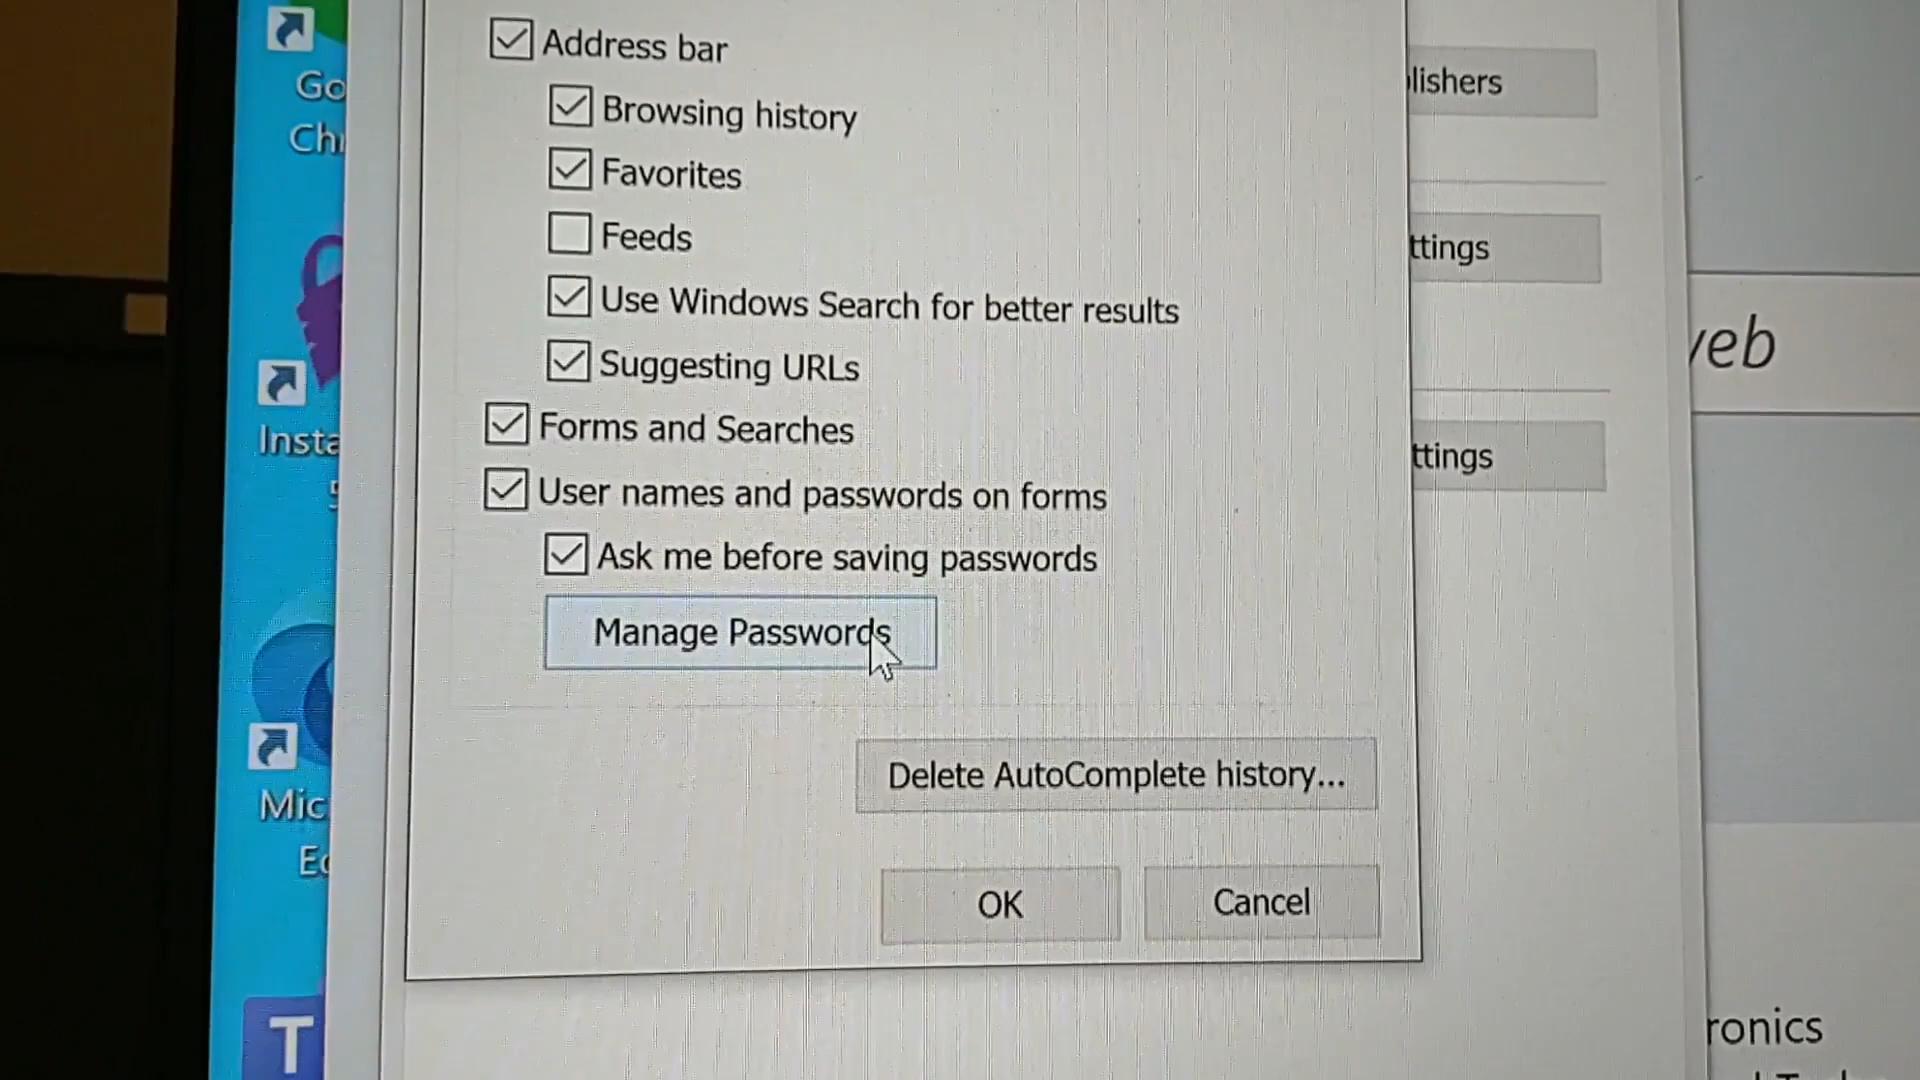 Address bar
Browsing history
Favorites
Feeds
Use Windows Search for better results
Suggesting URLs
Forms and Searches
User names and passwords on forms
Ask me before saving passwords
Manage Passwords
Delete AutoComplete history...
OK
Cancel
lishers
ttings
ttings
Go
Ch
Insta
Mic
T
eb
ronics